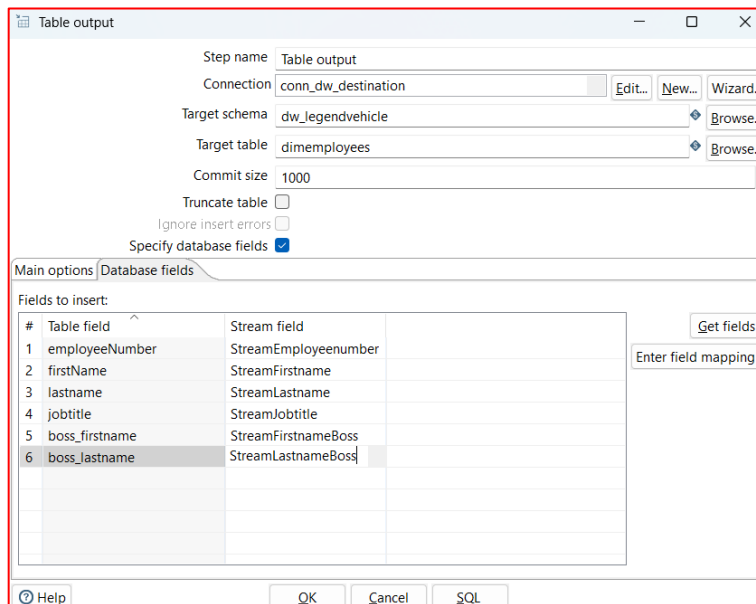 Table output
Step name Table output
Connection conn_dw_destination Edit... New... Wizard.
Target schema dw_legendvehicle Browse.
Target table dimemployees Browse.
Commit size 1000
Truncate table
Ignore insert errors
Specify database fields
Main options Database fields
Fields to insert:
# Table field Stream field Get fields
1 employeeNumber StreamEmployeenumber
Enter field mapping
2 firstName StreamFirstname
3 lastname StreamLastname
4 jobtitle StreamJobtitle
5 boss_firstname StreamFirstnameBoss
6 boss_lastname StreamLastnameBoss
Help OK Cancel SQL